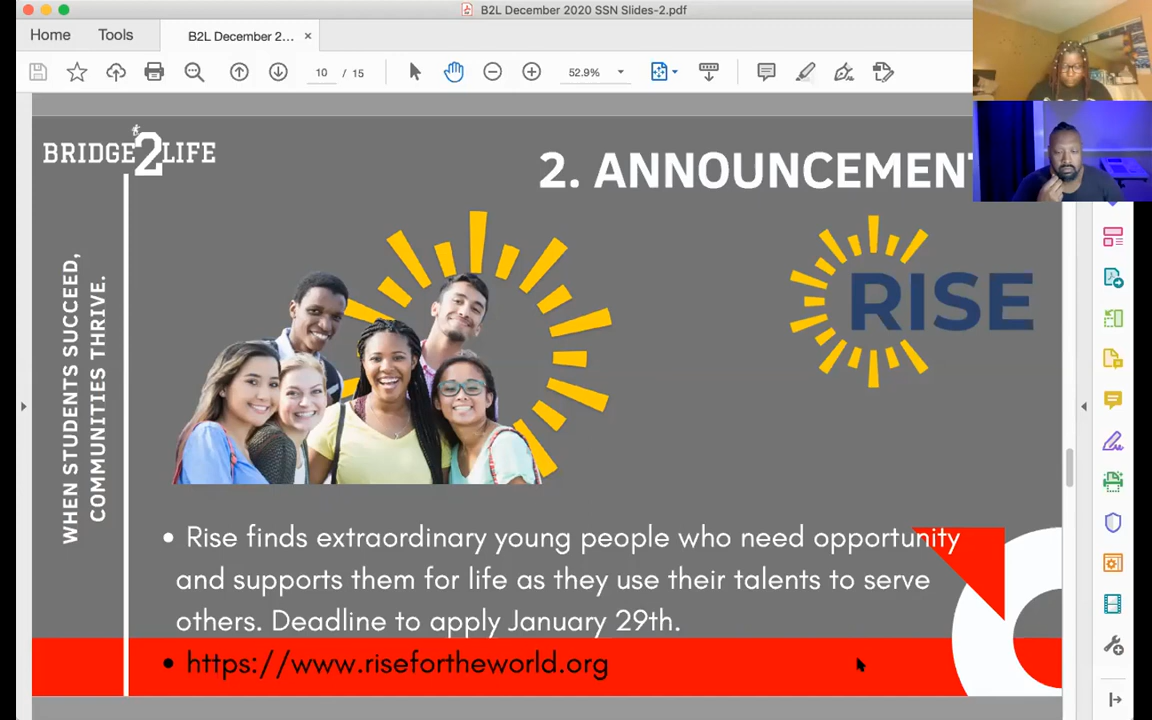 B2L December 2020 SSN Slides-2.pdf
Home Tools B2L December 2... ×
10 / 15 52.9%
BRIDGE2LIFE
2. ANNOUNCEMENT
WHEN STUDENTS SUCCEED,
COMMUNITIES THRIVE.
RISE
• Rise finds extraordinary young people who need opportunity
and supports them for life as they use their talents to serve
others. Deadline to apply January 29th.
• https://www.risefortheworld.org